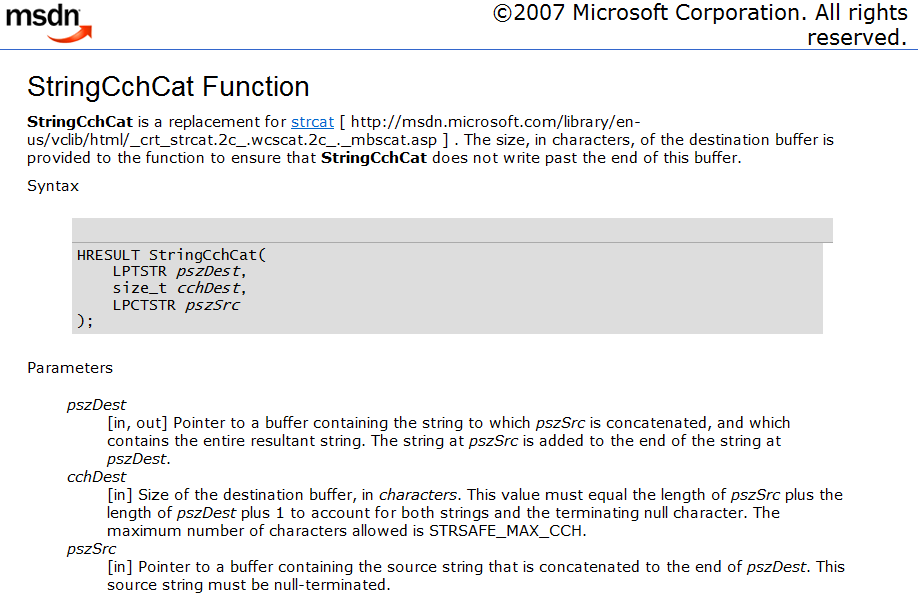 msdn
©2007 Microsoft Corporation. All rights
reserved.
StringCchCat Function
StringCchCat is a replacement for strcat [ http://msdn.microsoft.com/library/en-
us/vclib/html/_crt_strcat.2c_.wcscat.2c_._mbscat.asp ] . The size, in characters, of the destination buffer is
provided to the function to ensure that StringCchCat does not write past the end of this buffer.
Syntax
HRESULT StringCchCat(
    LPTSTR pszDest,
    size_t cchDest,
    LPCTSTR pszSrc
);
Parameters
pszDest
[in, out] Pointer to a buffer containing the string to which pszSrc is concatenated, and which
contains the entire resultant string. The string at pszSrc is added to the end of the string at
pszDest.
cchDest
[in] Size of the destination buffer, in characters. This value must equal the length of pszSrc plus the
length of pszDest plus 1 to account for both strings and the terminating null character. The
maximum number of characters allowed is STRSAFE_MAX_CCH.
pszSrc
[in] Pointer to a buffer containing the source string that is concatenated to the end of pszDest. This
source string must be null-terminated.